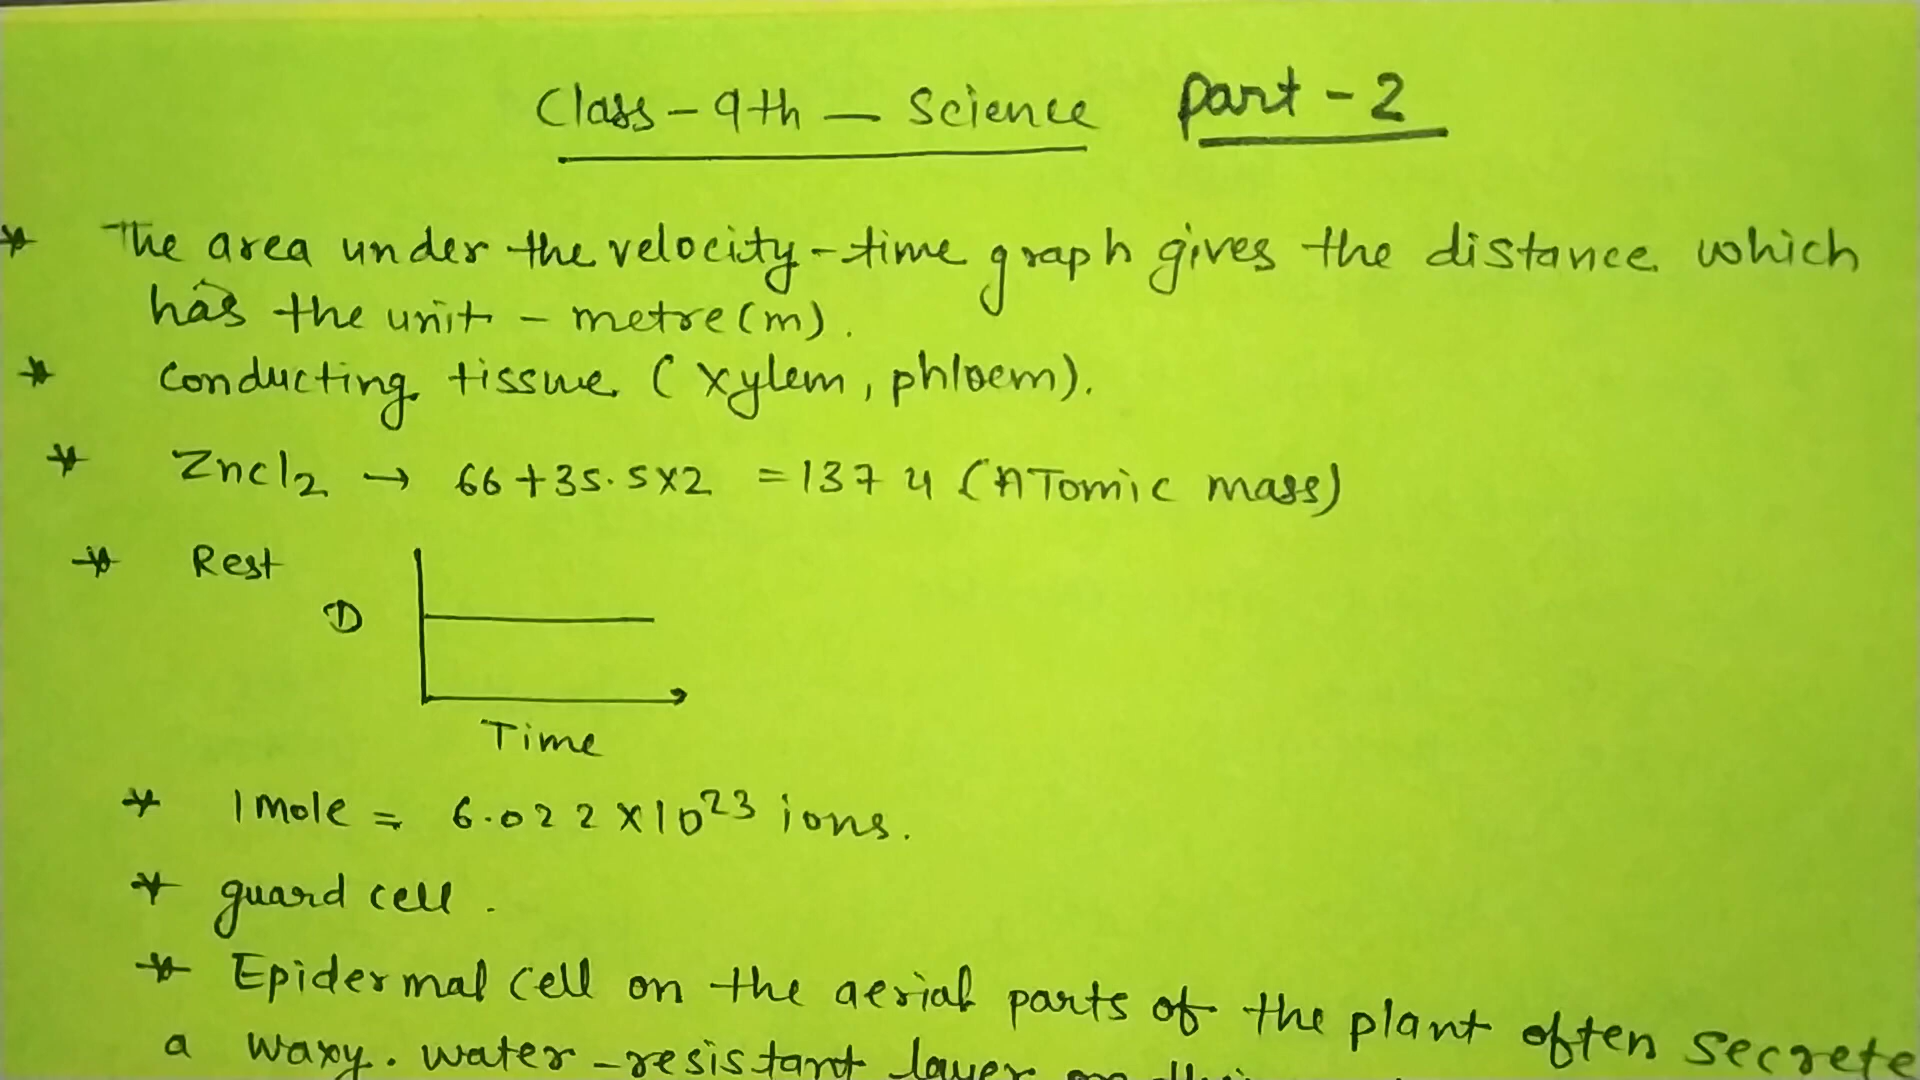 Class - 9th - Science Part - 2
* The area under the velocity - time graph gives the distance which
has the unit - metre (m).
* conducting tissue (xylem, phloem).
* Zncl2 → 66+35.5x2 = 137 u (ATomic mass)
* Rest
D
Time
* 1 mole = 6.022 x 10^23 ions.
* guard cell.
* Epidermal cell on the aerial parts of the plant often secrete
a waxy. water - resistant layer on